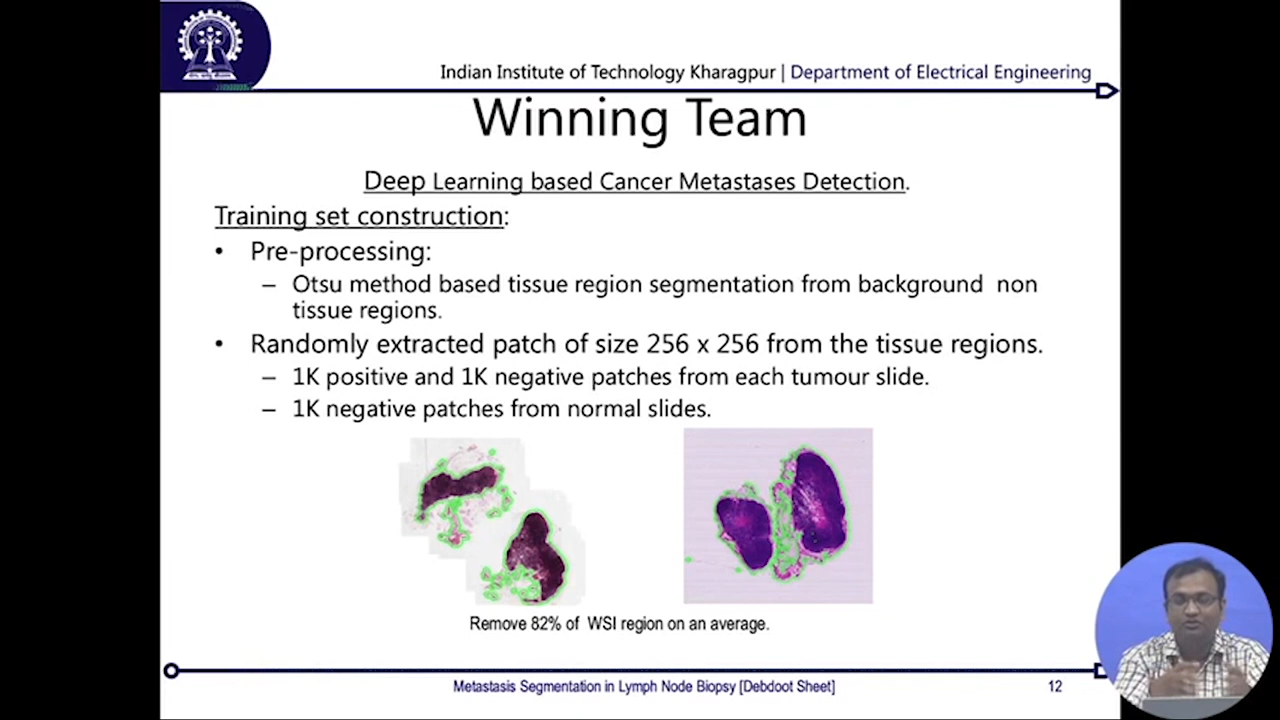 Indian Institute of Technology Kharagpur | Department of Electrical Engineering
Winning Team
Deep Learning based Cancer Metastases Detection.
Training set construction:
• Pre-processing:
– Otsu method based tissue region segmentation from background non
tissue regions.
• Randomly extracted patch of size 256 x 256 from the tissue regions.
– 1K positive and 1K negative patches from each tumour slide.
– 1K negative patches from normal slides.
Remove 82% of WSI region on an average.
Metastasis Segmentation in Lymph Node Biopsy [Debdoot Sheet]
12